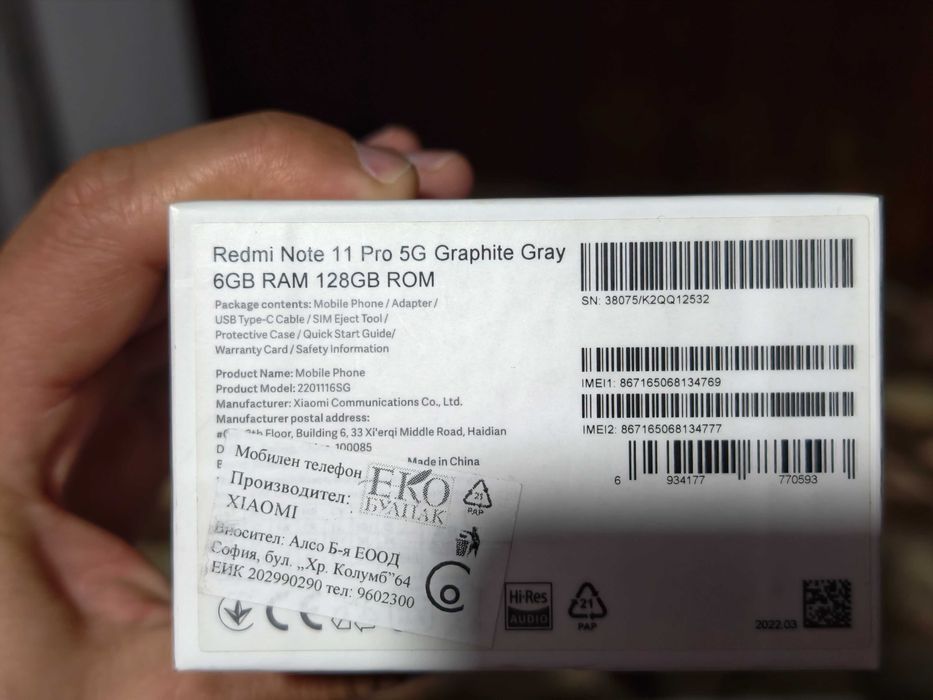 Redmi Note 11 Pro 5G Graphite Gray
6GB RAM 128GB ROM
Package contents: Mobile Phone / Adapter /
USB Type-C Cable / SIM Eject Tool /
Protective Case / Quick Start Guide/
Warranty Card / Safety Information
Product Name: Mobile Phone
Product Model: 2201116SG
Manufacturer: Xiaomi Communications Co., Ltd.
Manufacturer postal address:
Floor, Building 6, 33 Xi'erqi Middle Road, Haidian
100085
Made in China
SN: 38075/K2QQ12532
IMEI1: 867165068134769
IMEI2: 867165068134777
6 934177 770593
Мобилен телефон
Производител:
XIAOMI
ЕКО
БУЛПАК
21
PAP
Вносител: Алсо Б-я ЕООД
София, бул. „Хр. Колумб"64
ЕИК 202990290 тел: 9602300
Hi-Res
AUDIO
21
PAP
2022.03